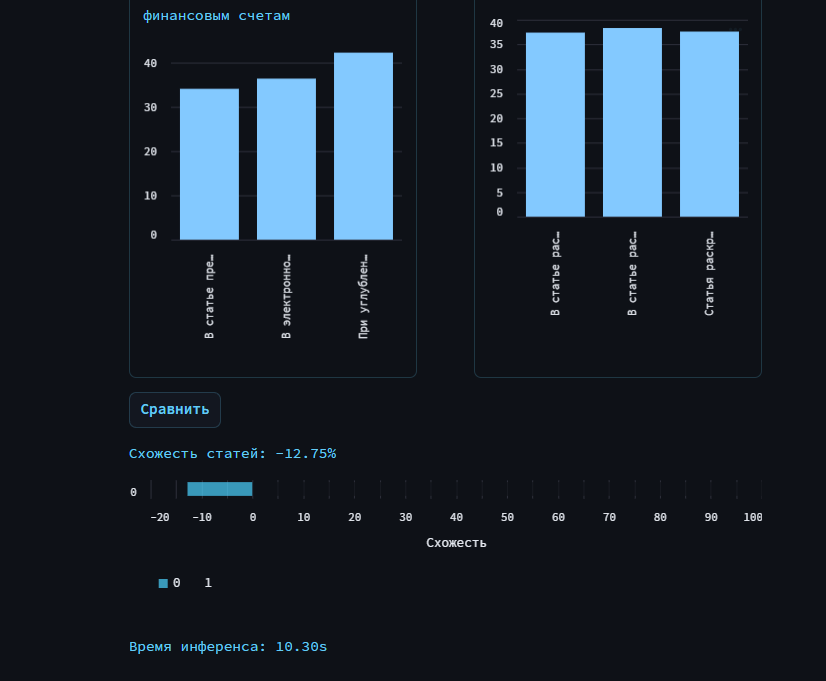 финансовым счетам
40
30
20
10
0
В статье пре…
В электронно…
При углублен…
40
35
30
25
20
15
10
5
0
В статье рас…
В статье рас…
Статья раскр…
Сравнить
Схожесть статей: -12.75%
0
-20 -10 0 10 20 30 40 50 60 70 80 90 100
Схожесть
0 1
Время инференса: 10.30s